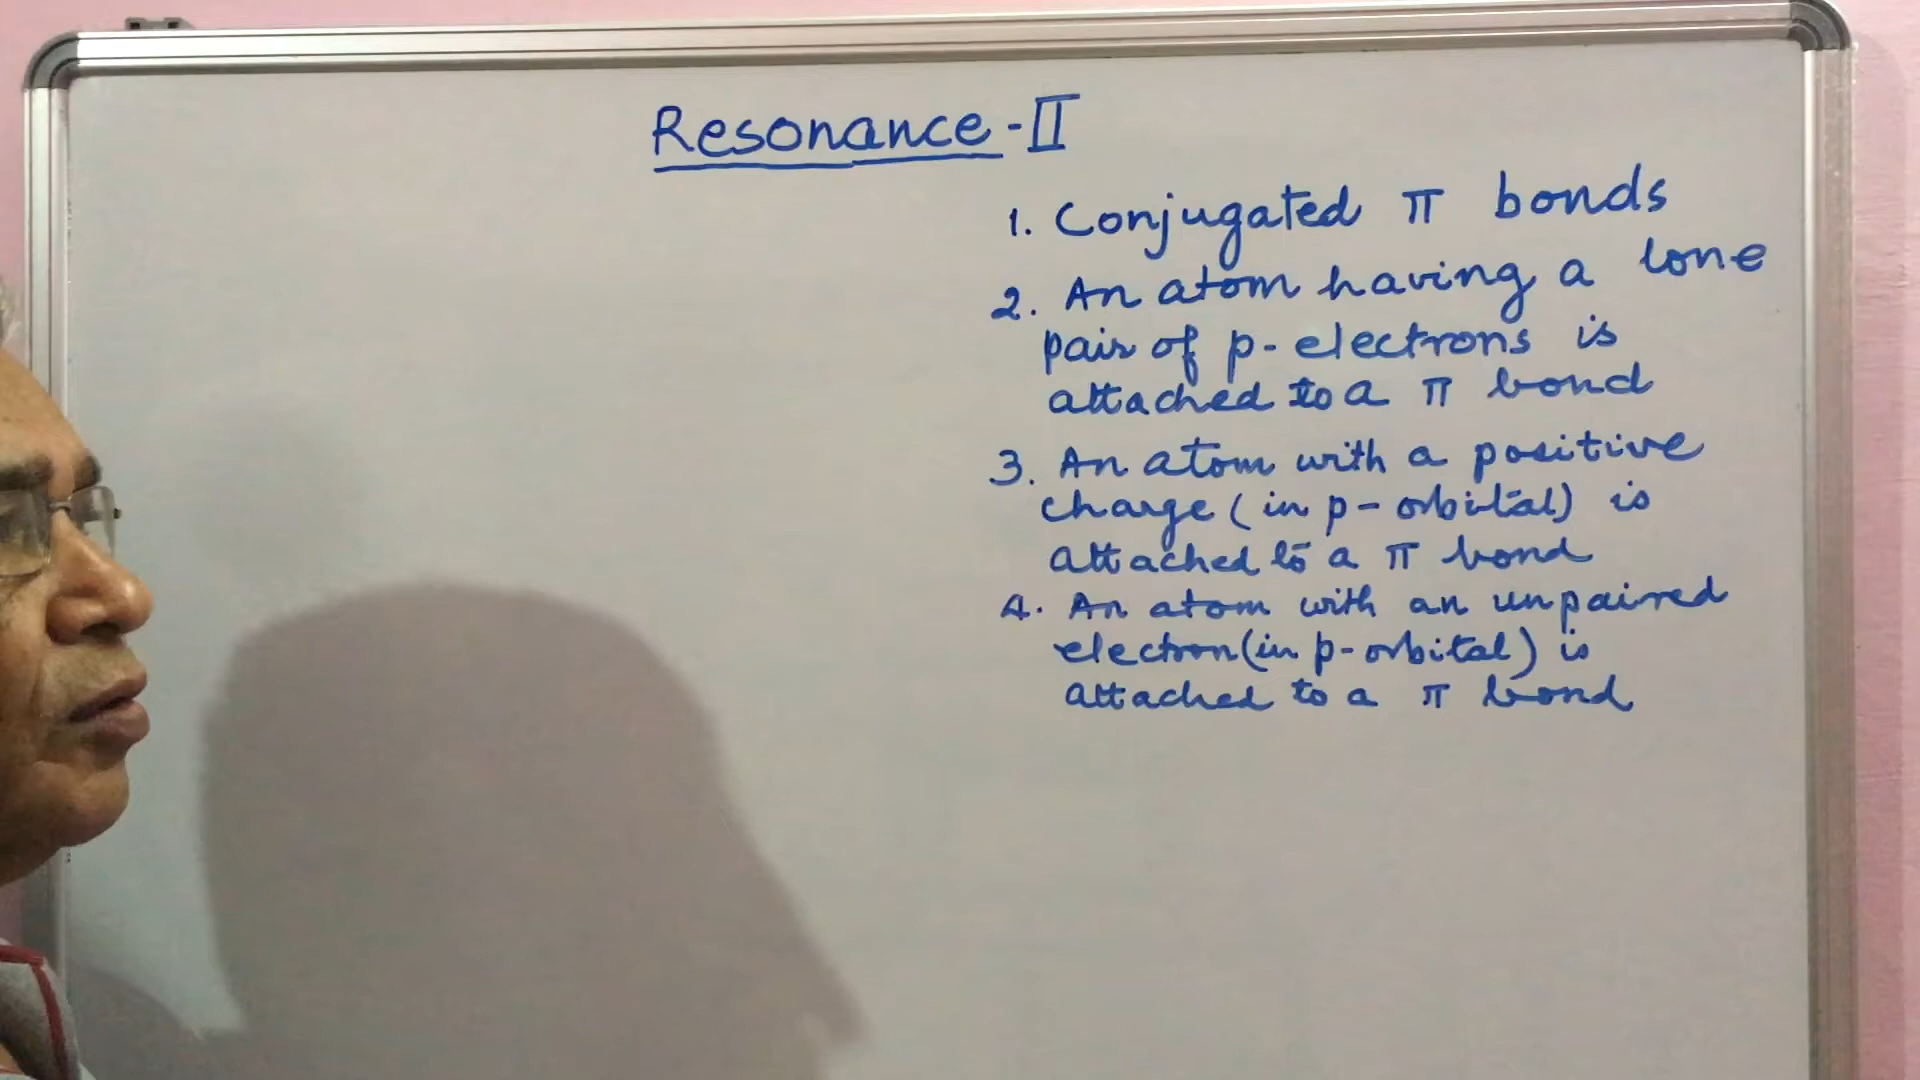 Resonance - II
1. Conjugated π bonds
2. An atom having a lone
pair of p- electrons is
attached to a π bond
3. An atom with a positive
charge (in p - orbital) is
attached to a π bond
4. An atom with an unpaired
electron (in p- orbital) is
attached to a π bond